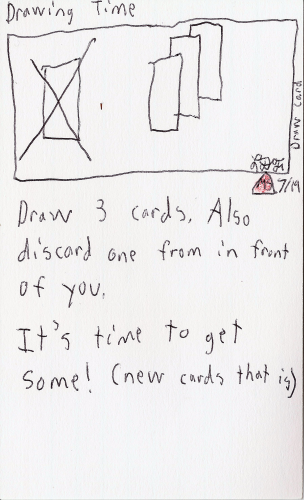 Drawing Time
Draw Card
7/19
Draw 3 cards. Also
discard one from in front
of you.
It's time to get
some! (new cards that is)